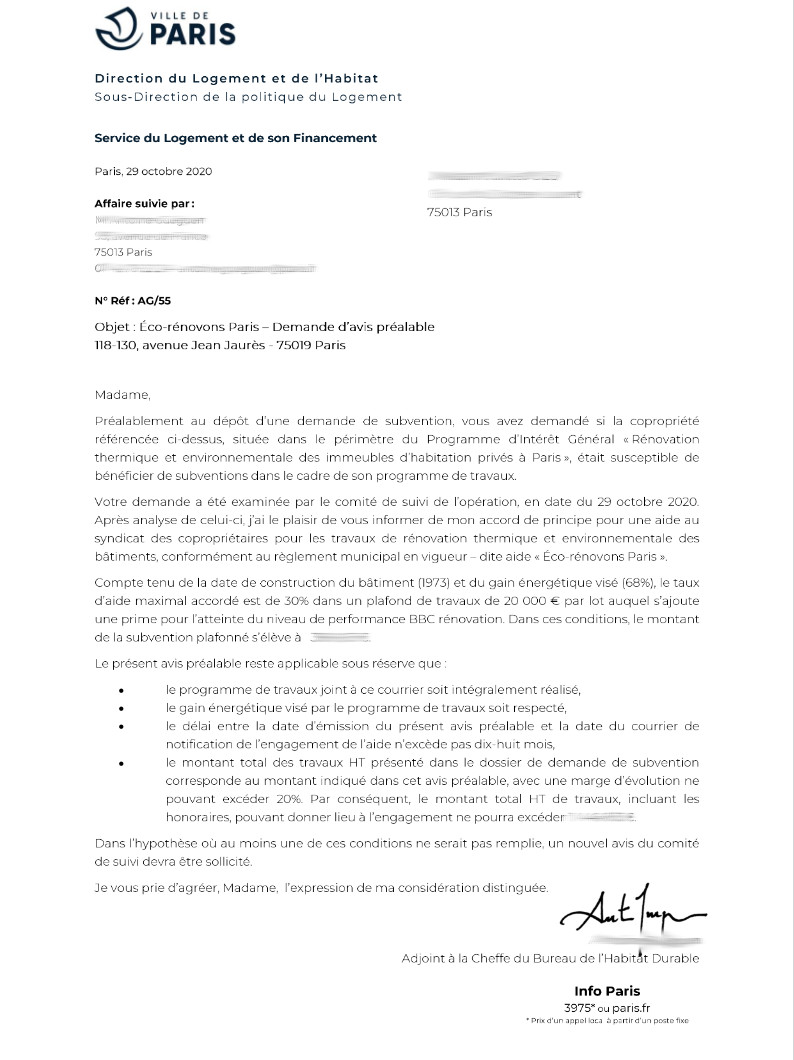 VILLE DE
PARIS
Direction du Logement et de l’Habitat
Sous-Direction de la politique du Logement
Service du Logement et de son Financement
Paris, 29 octobre 2020
75013 Paris
Affaire suivie par :
75013 Paris
N° Réf : AG/55
Objet : Éco-rénovons Paris – Demande d’avis préalable
118-130, avenue Jean Jaurès - 75019 Paris
Madame,
Préalablement au dépôt d’une demande de subvention, vous avez demandé si la copropriété
référencée ci-dessus, située dans le périmètre du Programme d’Intérêt Général « Rénovation
thermique et environnementale des immeubles d’habitation privés à Paris », était susceptible de
bénéficier de subventions dans le cadre de son programme de travaux.
Votre demande a été examinée par le comité de suivi de l’opération, en date du 29 octobre 2020.
Après analyse de celui-ci, j’ai le plaisir de vous informer de mon accord de principe pour une aide au
syndicat des copropriétaires pour les travaux de rénovation thermique et environnementale des
bâtiments, conformément au règlement municipal en vigueur – dite aide « Éco-rénovons Paris ».
Compte tenu de la date de construction du bâtiment (1973) et du gain énergétique visé (68%), le taux
d’aide maximal accordé est de 30% dans un plafond de travaux de 20 000 € par lot auquel s’ajoute
une prime pour l’atteinte du niveau de performance BBC rénovation. Dans ces conditions, le montant
de la subvention plafonné s’élève à
Le présent avis préalable reste applicable sous réserve que :
• le programme de travaux joint à ce courrier soit intégralement réalisé,
• le gain énergétique visé par le programme de travaux soit respecté,
• le délai entre la date d’émission du présent avis préalable et la date du courrier de
notification de l’engagement de l’aide n’excède pas dix-huit mois,
• le montant total des travaux HT présenté dans le dossier de demande de subvention
corresponde au montant indiqué dans cet avis préalable, avec une marge d’évolution ne
pouvant excéder 20%. Par conséquent, le montant total HT de travaux, incluant les
honoraires, pouvant donner lieu à l’engagement ne pourra excéder
Dans l’hypothèse où au moins une de ces conditions ne serait pas remplie, un nouvel avis du comité
de suivi devra être sollicité.
Je vous prie d’agréer, Madame, l’expression de ma considération distinguée.
Adjoint à la Cheffe du Bureau de l’Habitat Durable
Info Paris
3975* ou paris.fr
* Prix d’un appel loca à partir d’un poste fixe